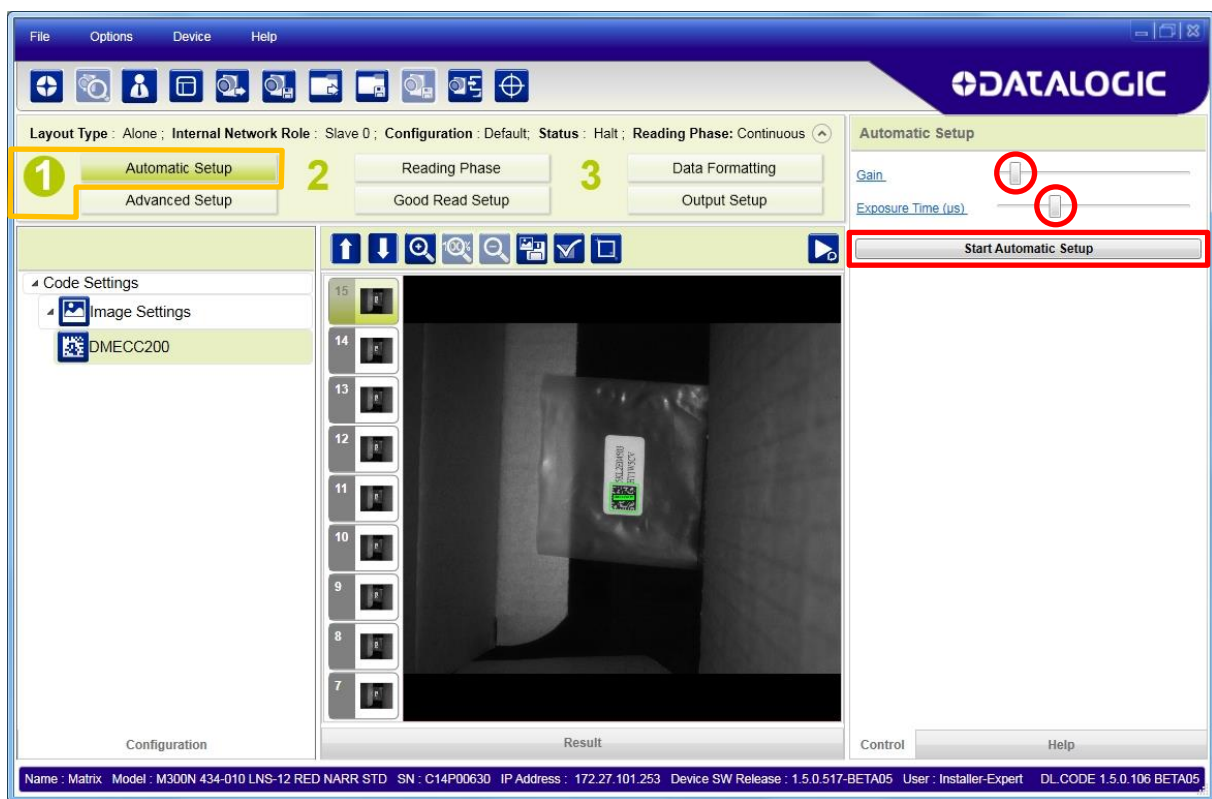 File Options Device Help
DATALOGIC
Layout Type : Alone ; Internal Network Role : Slave 0 ; Configuration : Default; Status : Halt ; Reading Phase: Continuous
Automatic Setup
1 Automatic Setup 2 Reading Phase 3 Data Formatting
Advanced Setup Good Read Setup Output Setup
Gain
Exposure Time (µs)
Start Automatic Setup
Code Settings
Image Settings
DMECC200
15
14
13
12
11
10
9
8
7
Configuration Result Control Help
Name : Matrix Model : M300N 434-010 LNS-12 RED NARR STD SN : C14P00630 IP Address : 172.27.101.253 Device SW Release : 1.5.0.517-BETA05 User : Installer-Expert DL.CODE 1.5.0.106 BETA05